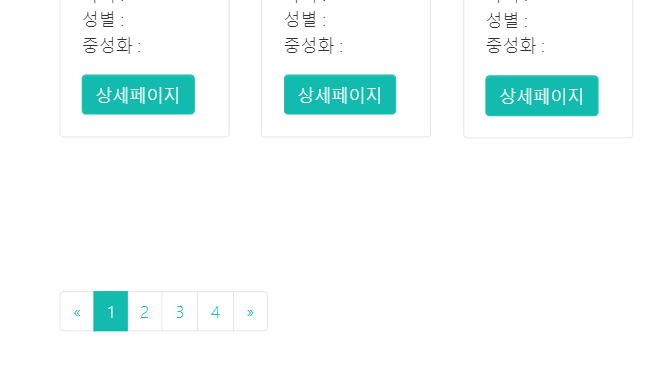 성별 : 성별 : 성별 :
중성화 : 중성화 : 중성화 :
상세페이지 상세페이지 상세페이지
« 1 2 3 4 »